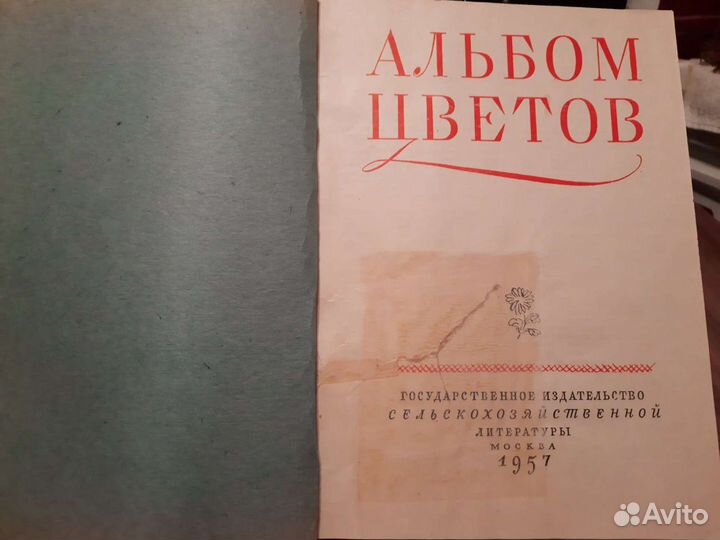 АЛЬБОМ
ЦВЕТОВ
ГОСУДАРСТВЕННОЕ ИЗДАТЕЛЬСТВО
СЕЛЬСКОХОЗЯЙСТВЕННОЙ
ЛИТЕРАТУРЫ
МОСКВА
1957
Avito